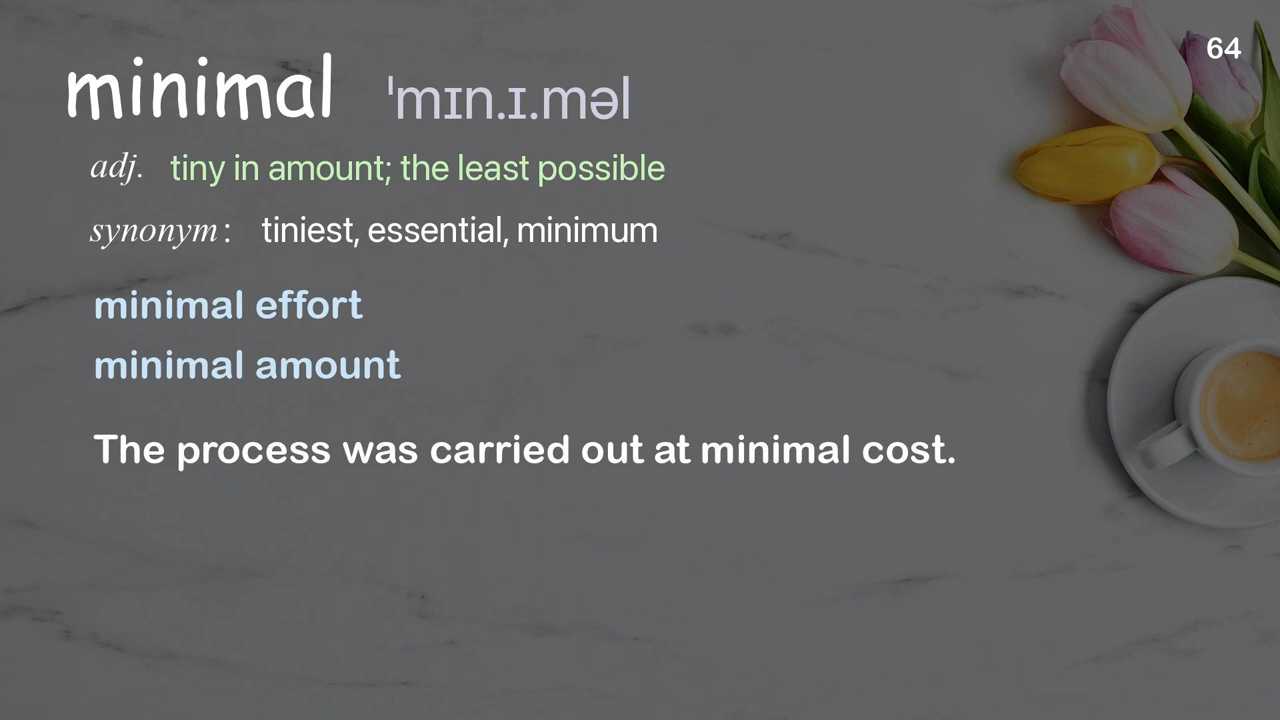 64
minimal ˈmɪn.ɪ.məl
adj. tiny in amount; the least possible
synonym: tiniest, essential, minimum
minimal effort
minimal amount
The process was carried out at minimal cost.